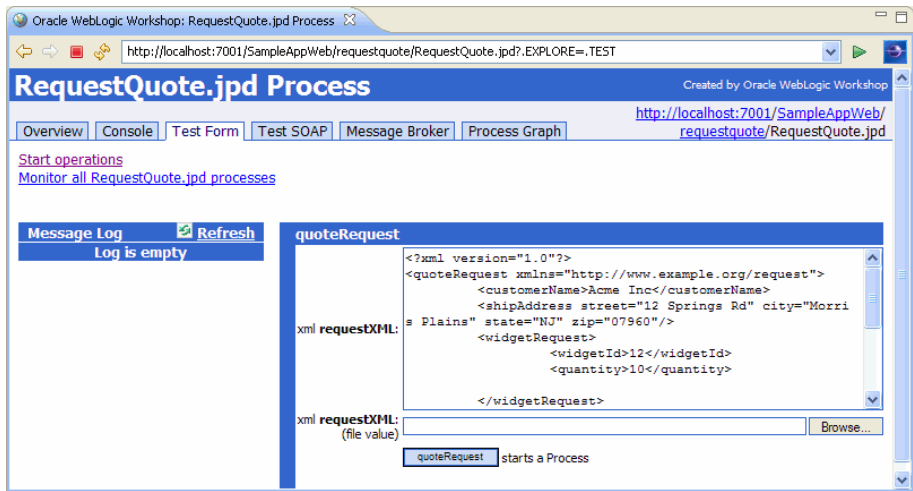 Oracle WebLogic Workshop: RequestQuote.jpd Process
http://localhost:7001/SampleAppWeb/requestquote/RequestQuote.jpd?.EXPLORE=.TEST
RequestQuote.jpd Process
Created by Oracle WebLogic Workshop
http://localhost:7001/SampleAppWeb/
requestquote/RequestQuote.jpd
Overview Console Test Form Test SOAP Message Broker Process Graph
Start operations
Monitor all RequestQuote.jpd processes
Message Log Refresh
Log is empty
quoteRequest
xml requestXML:
<?xml version="1.0"?>
<quoteRequest xmlns="http://www.example.org/request">
<customerName>Acme Inc</customerName>
<shipAddress street="12 Springs Rd" city="Morri
s Plains" state="NJ" zip="07960"/>
<widgetRequest>
<widgetId>12</widgetId>
<quantity>10</quantity>
</widgetRequest>
xml requestXML:
(file value)
Browse...
quoteRequest starts a Process